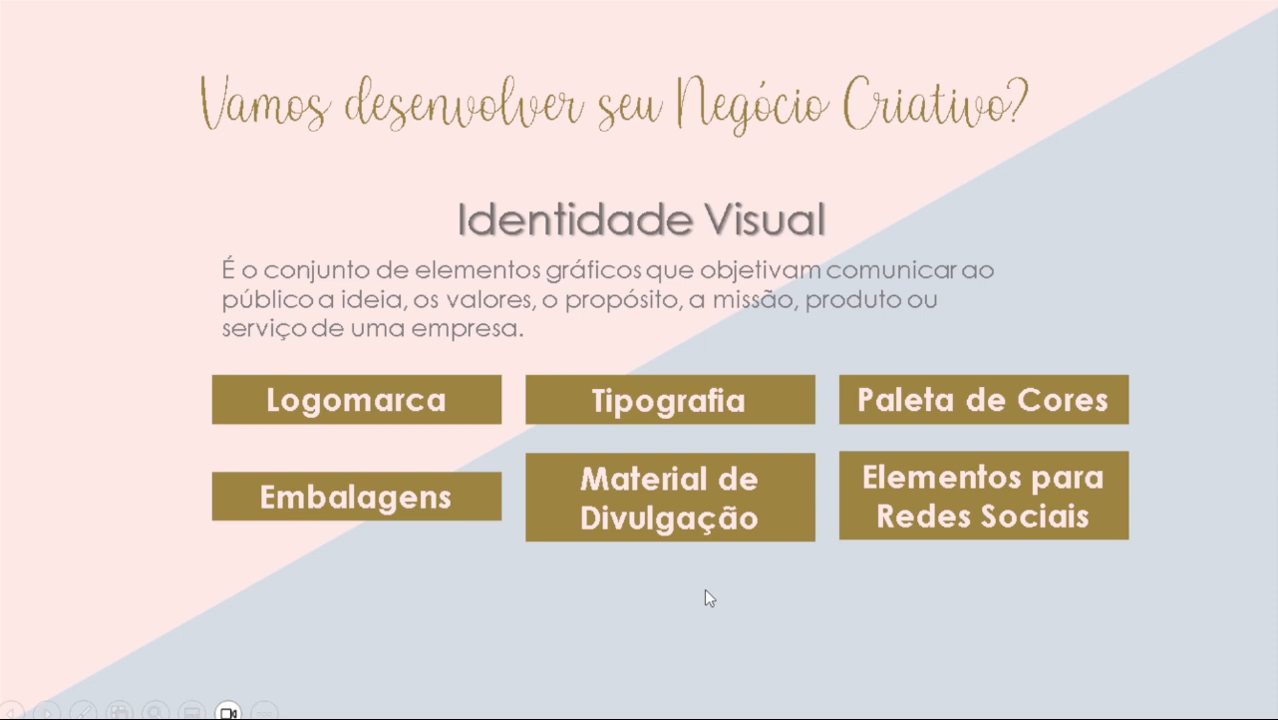 Vamos desenvolver seu Negócio Criativo?
Identidade Visual
É o conjunto de elementos gráficos que objetivam comunicar ao
público a ideia, os valores, o propósito, a missão, produto ou
serviço de uma empresa.
Logomarca
Tipografia
Paleta de Cores
Embalagens
Material de
Divulgação
Elementos para
Redes Sociais